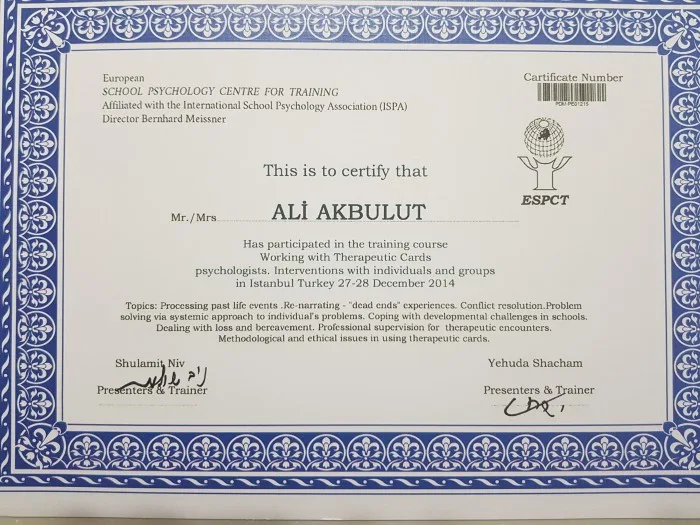 European
SCHOOL PSYCHOLOGY CENTRE FOR TRAINING
Affiliated with the International School Psychology Association (ISPA)
Director Bernhard Meissner
Certificate Number
ESPCT
This is to certify that
Mr./Mrs ALİ AKBULUT
Has participated in the training course
Working with Therapeutic Cards
psychologists. Interventions with individuals and groups
in Istanbul Turkey 27-28 December 2014
Topics: Processing past life events .Re-narrating - "dead ends" experiences. Conflict resolution.Problem
solving via systemic approach to individual's problems. Coping with developmental challenges in schools.
Dealing with loss and bereavement. Professional supervision for therapeutic encounters.
Methodological and ethical issues in using therapeutic cards.
Shulamit Niv
Presenters & Trainer
Yehuda Shacham
Presenters & Trainer